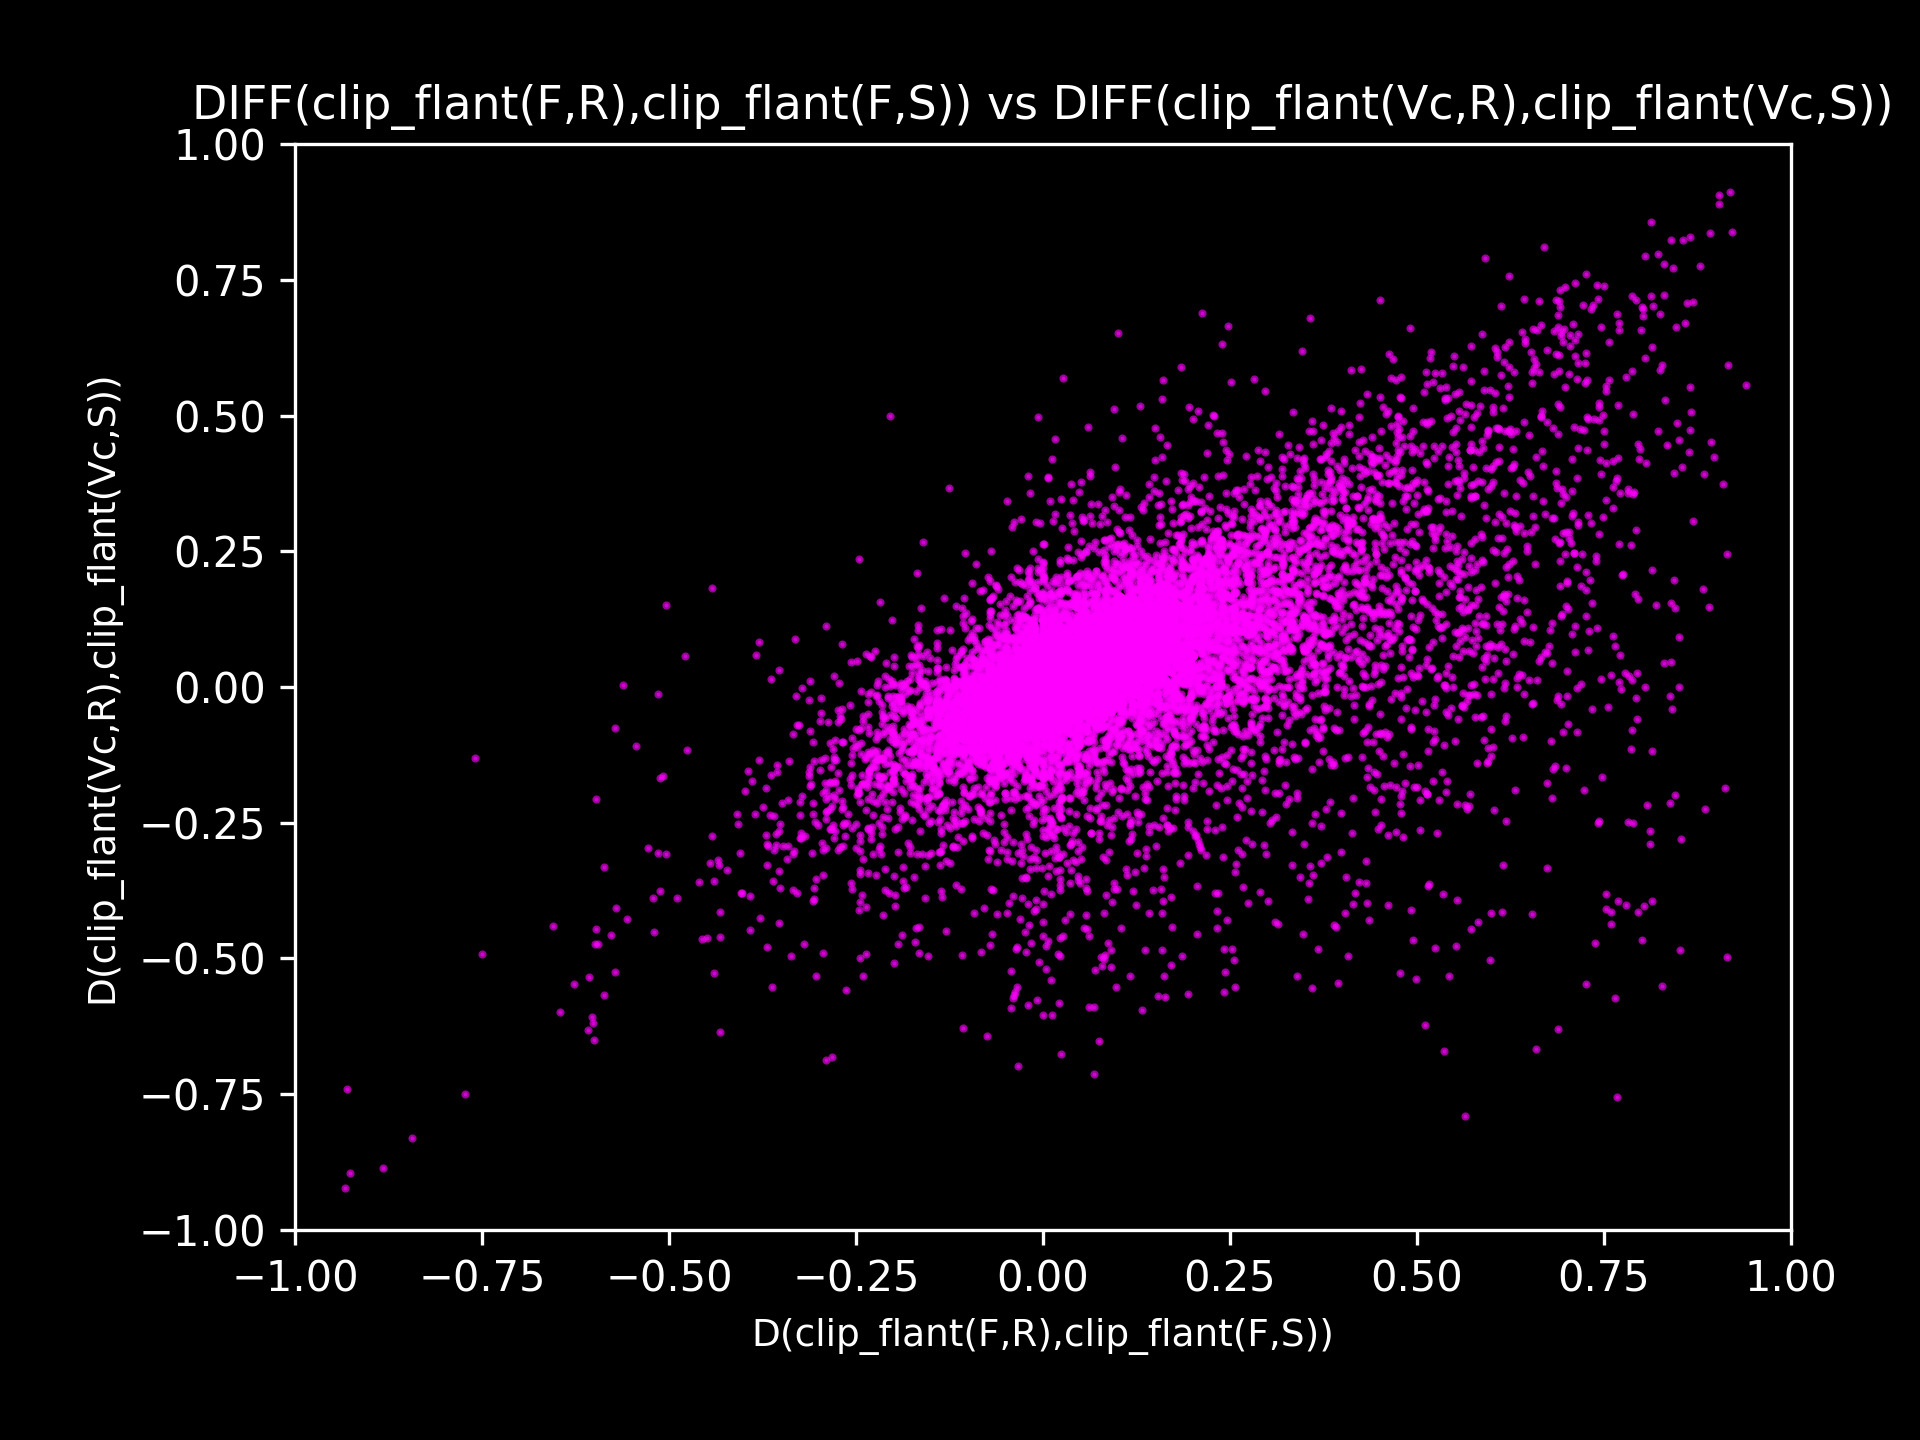 DIFF(clip_flant(F,R),clip_flant(F,S)) vs DIFF(clip_flant(Vc,R),clip_flant(Vc,S))
1.00
0.75
0.50
0.25
0.00
−0.25
−0.50
−0.75
−1.00
D(clip_flant(Vc,R),clip_flant(Vc,S))
−1.00 −0.75 −0.50 −0.25 0.00 0.25 0.50 0.75 1.00
D(clip_flant(F,R),clip_flant(F,S))